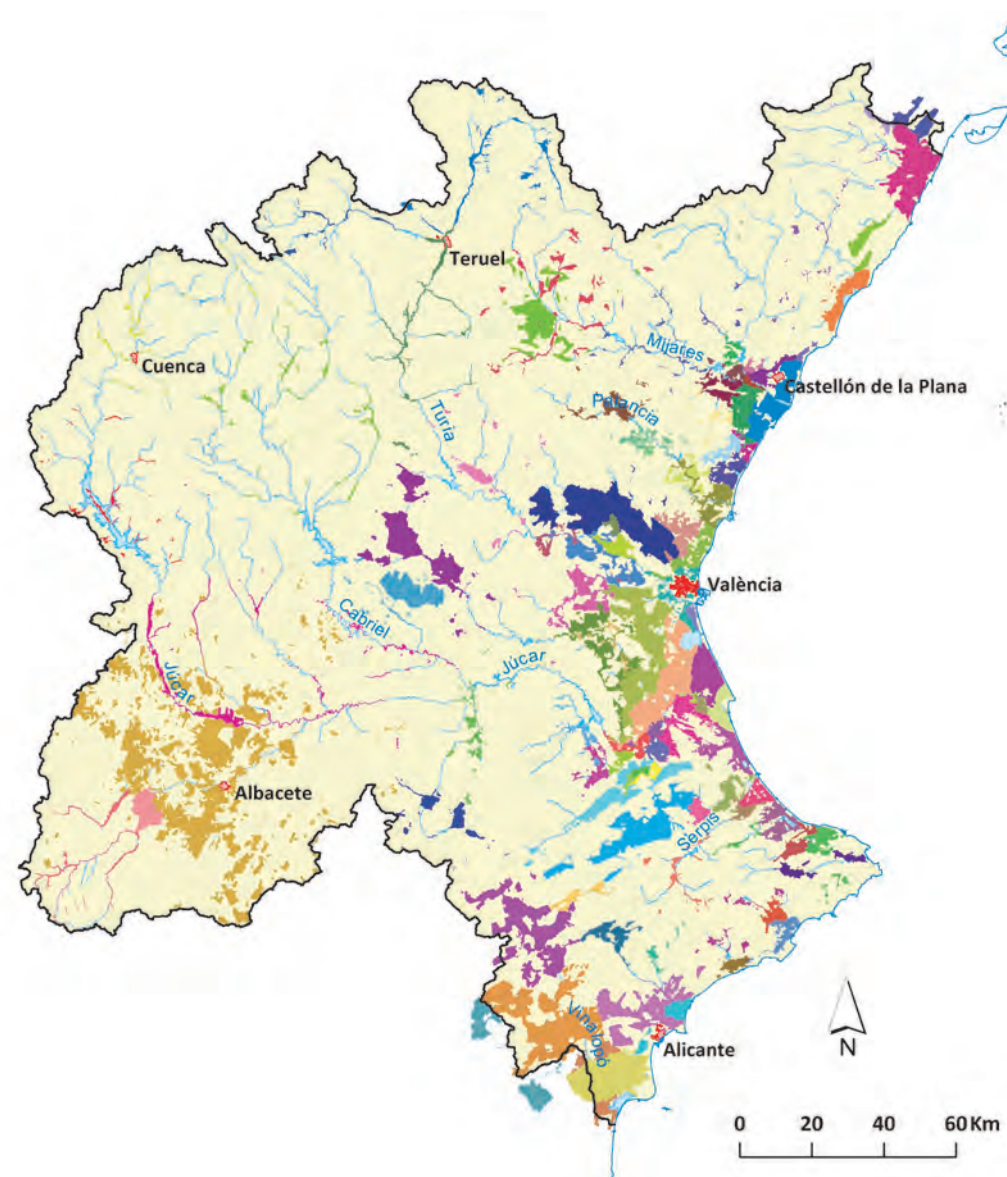 Teruel
Mijares
Cuenca
Castellón de la Plana
Palancia
Turia
València
Cabriel
Júcar
Júcar
Albacete
Serpis
Vinalopó
Alicante
N
0 20 40 60 Km